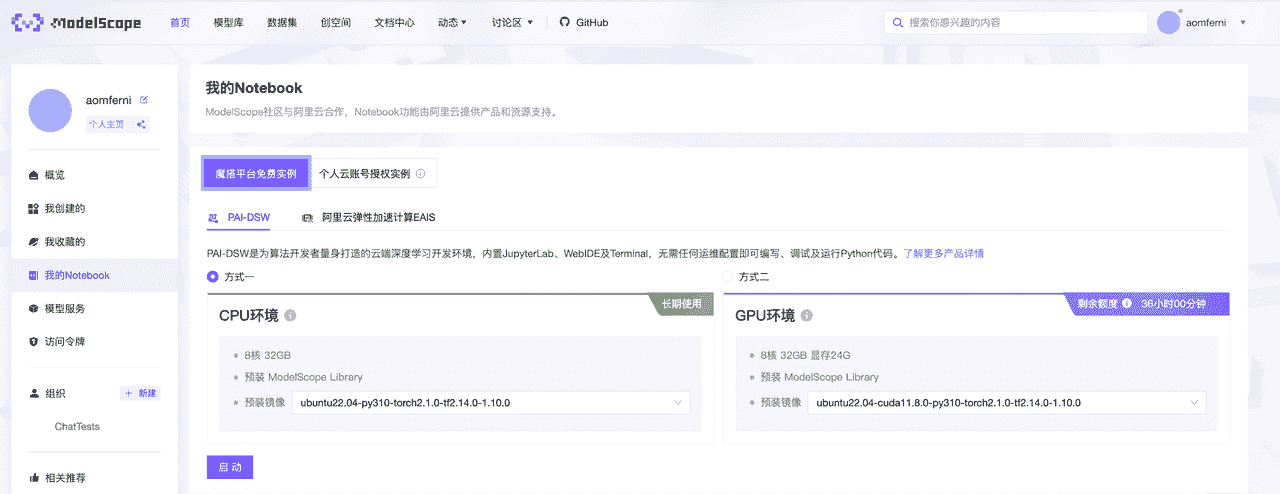 ModelScope 首页 模型库 数据集 创空间 文档中心 动态 讨论区 GitHub 搜索你感兴趣的内容 aomferni
aomferni
个人主页
概览
我创建的
我收藏的
我的Notebook
模型服务
访问令牌
组织 + 新建
ChatTests
相关推荐
我的Notebook
ModelScope社区与阿里云合作，Notebook功能由阿里云提供产品和资源支持。
魔搭平台免费实例 个人云账号授权实例
PAI-DSW 阿里云弹性加速计算EAIS
PAI-DSW是为算法开发者量身打造的云端深度学习开发环境，内置JupyterLab、WebIDE及Terminal，无需任何运维配置即可编写、调试及运行Python代码。了解更多产品详情
方式一
长期使用
CPU环境
8核 32GB
预装 ModelScope Library
预装镜像 ubuntu22.04-py310-torch2.1.0-tf2.14.0-1.10.0
方式二
剩余额度 36小时00分钟
GPU环境
8核 32GB 显存24G
预装 ModelScope Library
预装镜像 ubuntu22.04-cuda11.8.0-py310-torch2.1.0-tf2.14.0-1.10.0
启动